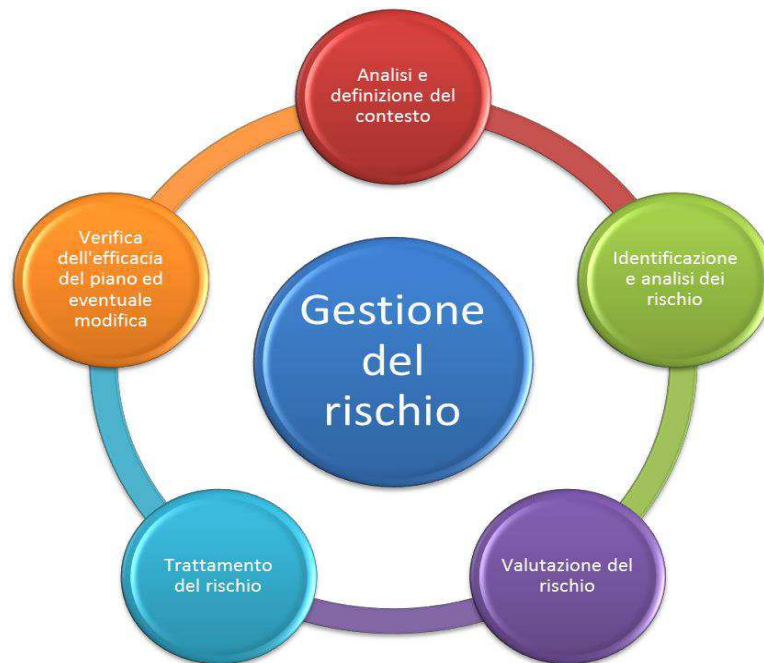 Analisi e
definizione del
contesto
Identificazione
e analisi dei
rischio
Valutazione del
rischio
Trattamento
del rischio
Verifica
dell'efficacia
del piano ed
eventuale
modifica
Gestione
del
rischio